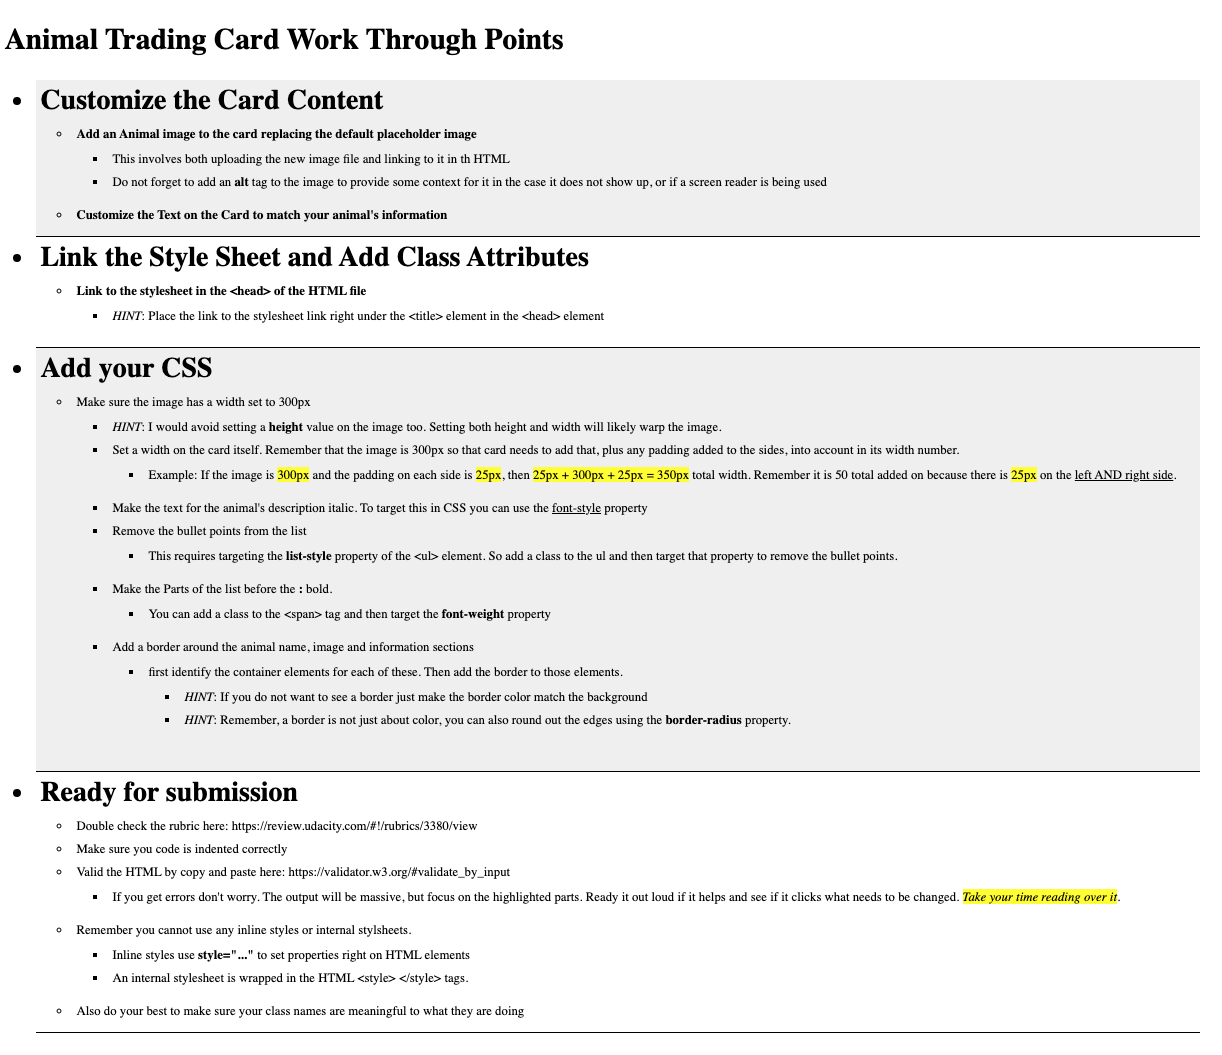 Animal Trading Card Work Through Points
Customize the Card Content
Add an Animal image to the card replacing the default placeholder image
This involves both uploading the new image file and linking to it in th HTML
Do not forget to add an alt tag to the image to provide some context for it in the case it does not show up, or if a screen reader is being used
Customize the Text on the Card to match your animal's information
Link the Style Sheet and Add Class Attributes
Link to the stylesheet in the <head> of the HTML file
HINT: Place the link to the stylesheet link right under the <title> element in the <head> element
Add your CSS
Make sure the image has a width set to 300px
HINT: I would avoid setting a height value on the image too. Setting both height and width will likely warp the image.
Set a width on the card itself. Remember that the image is 300px so that card needs to add that, plus any padding added to the sides, into account in its width number.
Example: If the image is 300px and the padding on each side is 25px, then 25px + 300px + 25px = 350px total width. Remember it is 50 total added on because there is 25px on the left AND right side.
Make the text for the animal's description italic. To target this in CSS you can use the font-style property
Remove the bullet points from the list
This requires targeting the list-style property of the <ul> element. So add a class to the ul and then target that property to remove the bullet points.
Make the Parts of the list before the : bold.
You can add a class to the <span> tag and then target the font-weight property
Add a border around the animal name, image and information sections
first identify the container elements for each of these. Then add the border to those elements.
HINT: If you do not want to see a border just make the border color match the background
HINT: Remember, a border is not just about color, you can also round out the edges using the border-radius property.
Ready for submission
Double check the rubric here: https://review.udacity.com/#!/rubrics/3380/view
Make sure you code is indented correctly
Valid the HTML by copy and paste here: https://validator.w3.org/#validate_by_input
If you get errors don't worry. The output will be massive, but focus on the highlighted parts. Ready it out loud if it helps and see if it clicks what needs to be changed. Take your time reading over it.
Remember you cannot use any inline styles or internal stylsheets.
Inline styles use style="..." to set properties right on HTML elements
An internal stylesheet is wrapped in the HTML <style> </style> tags.
Also do your best to make sure your class names are meaningful to what they are doing